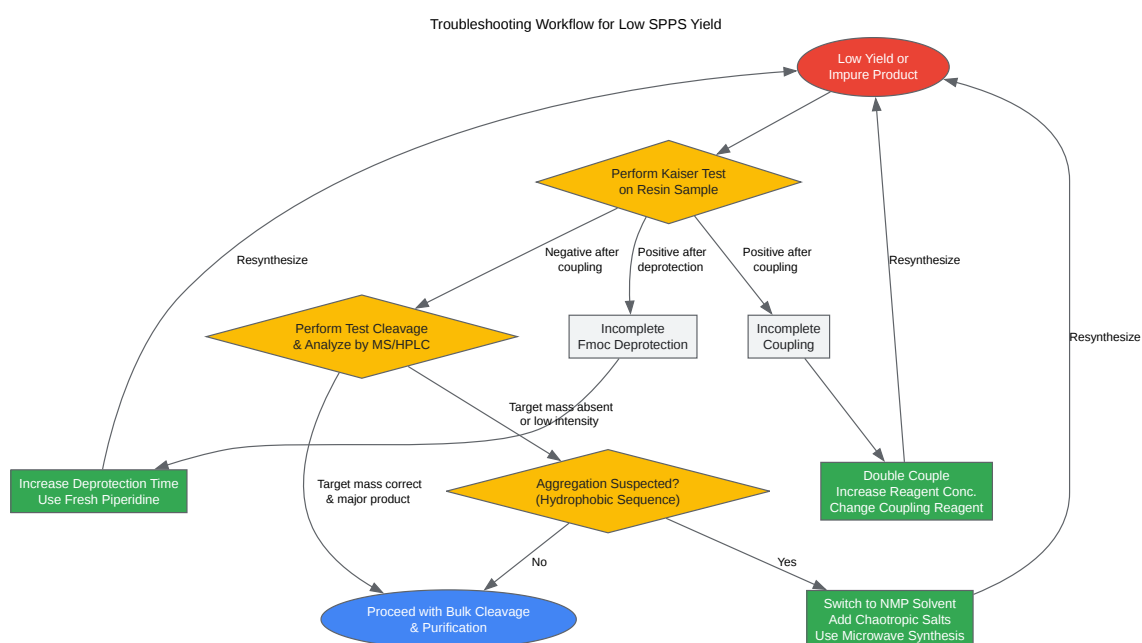 Troubleshooting Workflow for Low SPPS Yield
Low Yield or
Impure Product
Perform Kaiser Test
on Resin Sample
Resynthesize
Negative after
coupling
Positive after
deprotection
Positive after
coupling
Resynthesize
Perform Test Cleavage
& Analyze by MS/HPLC
Incomplete
Fmoc Deprotection
Incomplete
Coupling
Resynthesize
Target mass absent
or low intensity
Increase Deprotection Time
Use Fresh Piperidine
Target mass correct
& major product
Aggregation Suspected?
(Hydrophobic Sequence)
Double Couple
Increase Reagent Conc.
Change Coupling Reagent
No
Yes
Proceed with Bulk Cleavage
& Purification
Switch to NMP Solvent
Add Chaotropic Salts
Use Microwave Synthesis